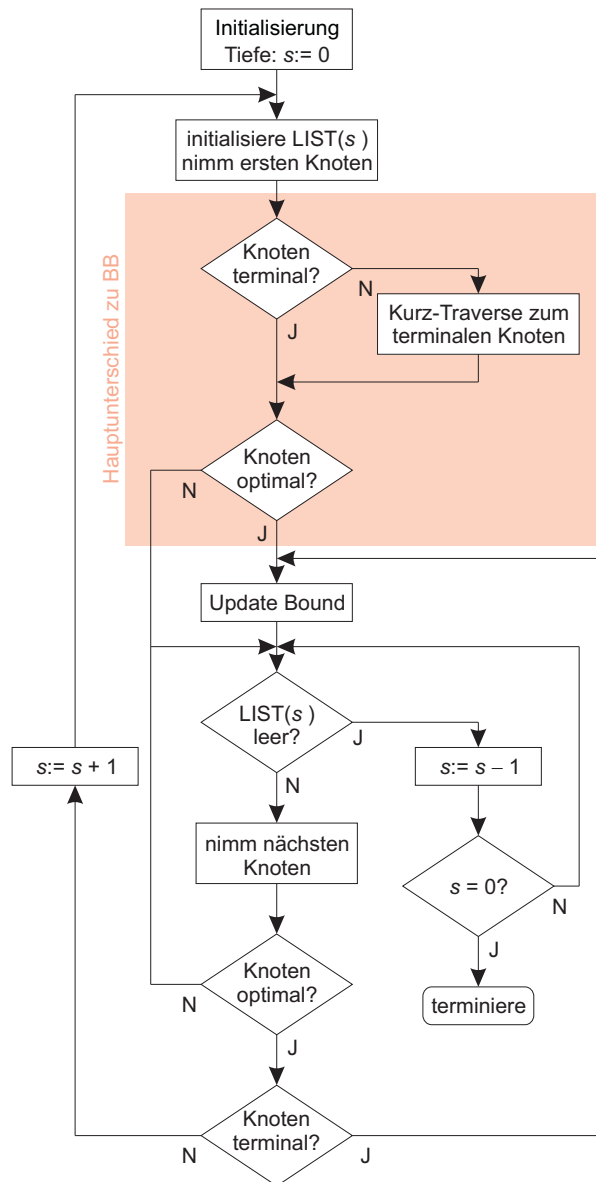 Initialisierung
Tiefe: s:= 0
initialisiere LIST(s )
nimm ersten Knoten
Hauptunterschied zu BB
Knoten
terminal?
N
J
Kurz-Traverse zum
terminalen Knoten
Knoten
optimal?
N
J
Update Bound
LIST(s )
leer?
J
N
s:= s + 1
s:= s – 1
nimm nächsten
Knoten
s = 0?
N
J
Knoten
optimal?
N
J
terminiere
Knoten
terminal?
N
J